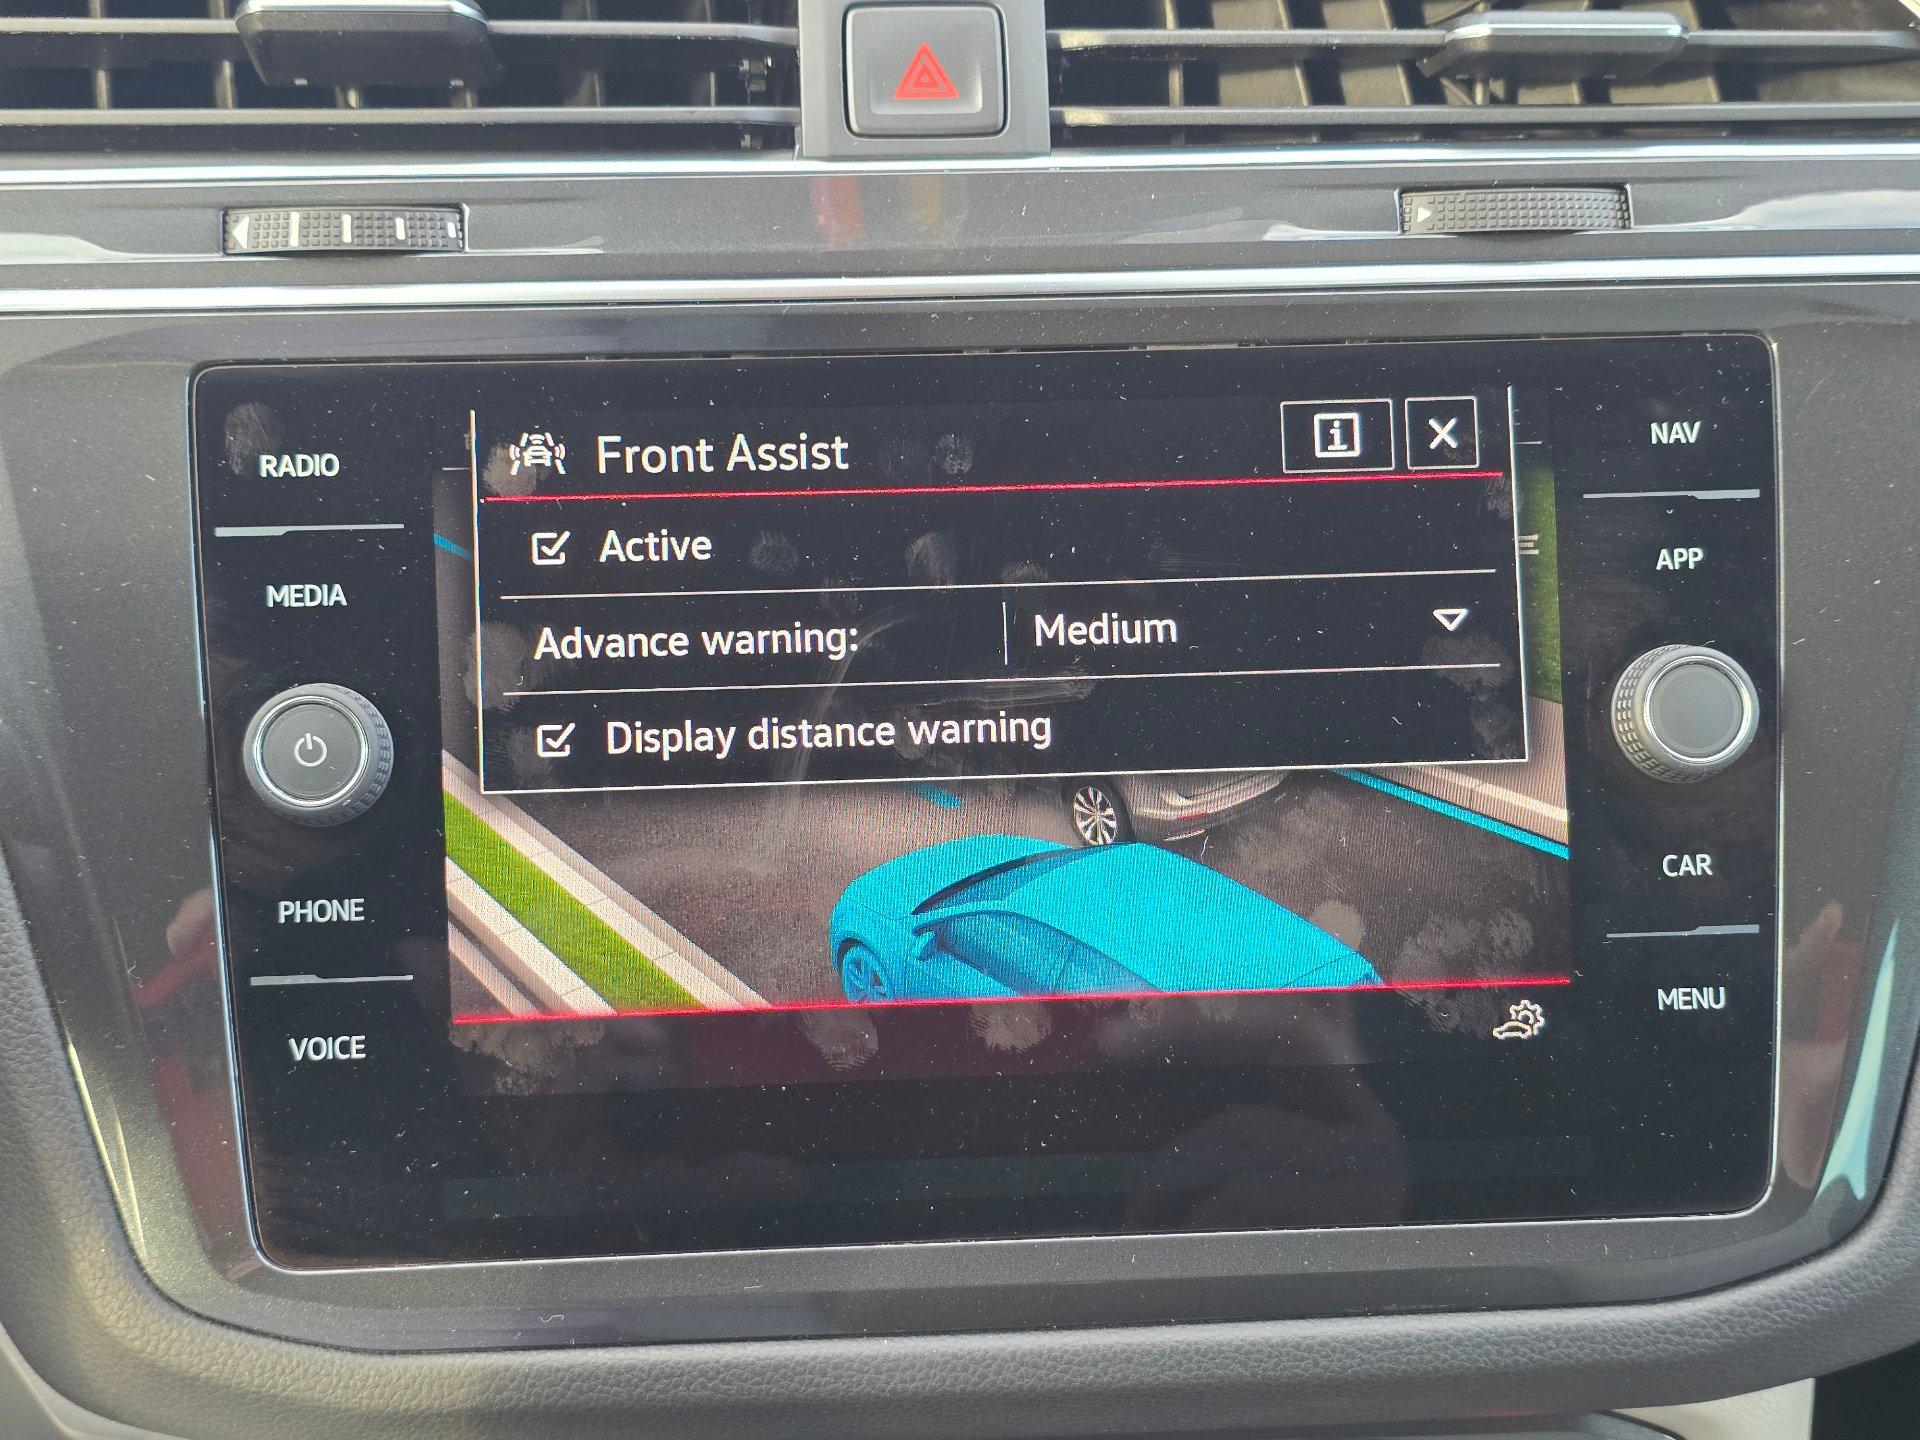 RADIO
MEDIA
PHONE
VOICE
Front Assist
i
Active
Advance warning: Medium
Display distance warning
NAV
APP
CAR
MENU